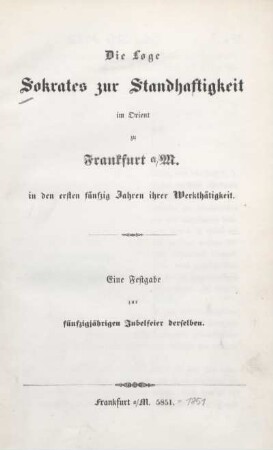 Die Loge
Sokrates zur Standhaftigkeit
im Orient
zu
Frankfurt a/M.
in den ersten fünfzig Jahren ihrer Werkthätigkeit.
Eine Festgabe
zur
fünfzigjährigen Jubelfeier derselben.
Frankfurt a/M. 5851.